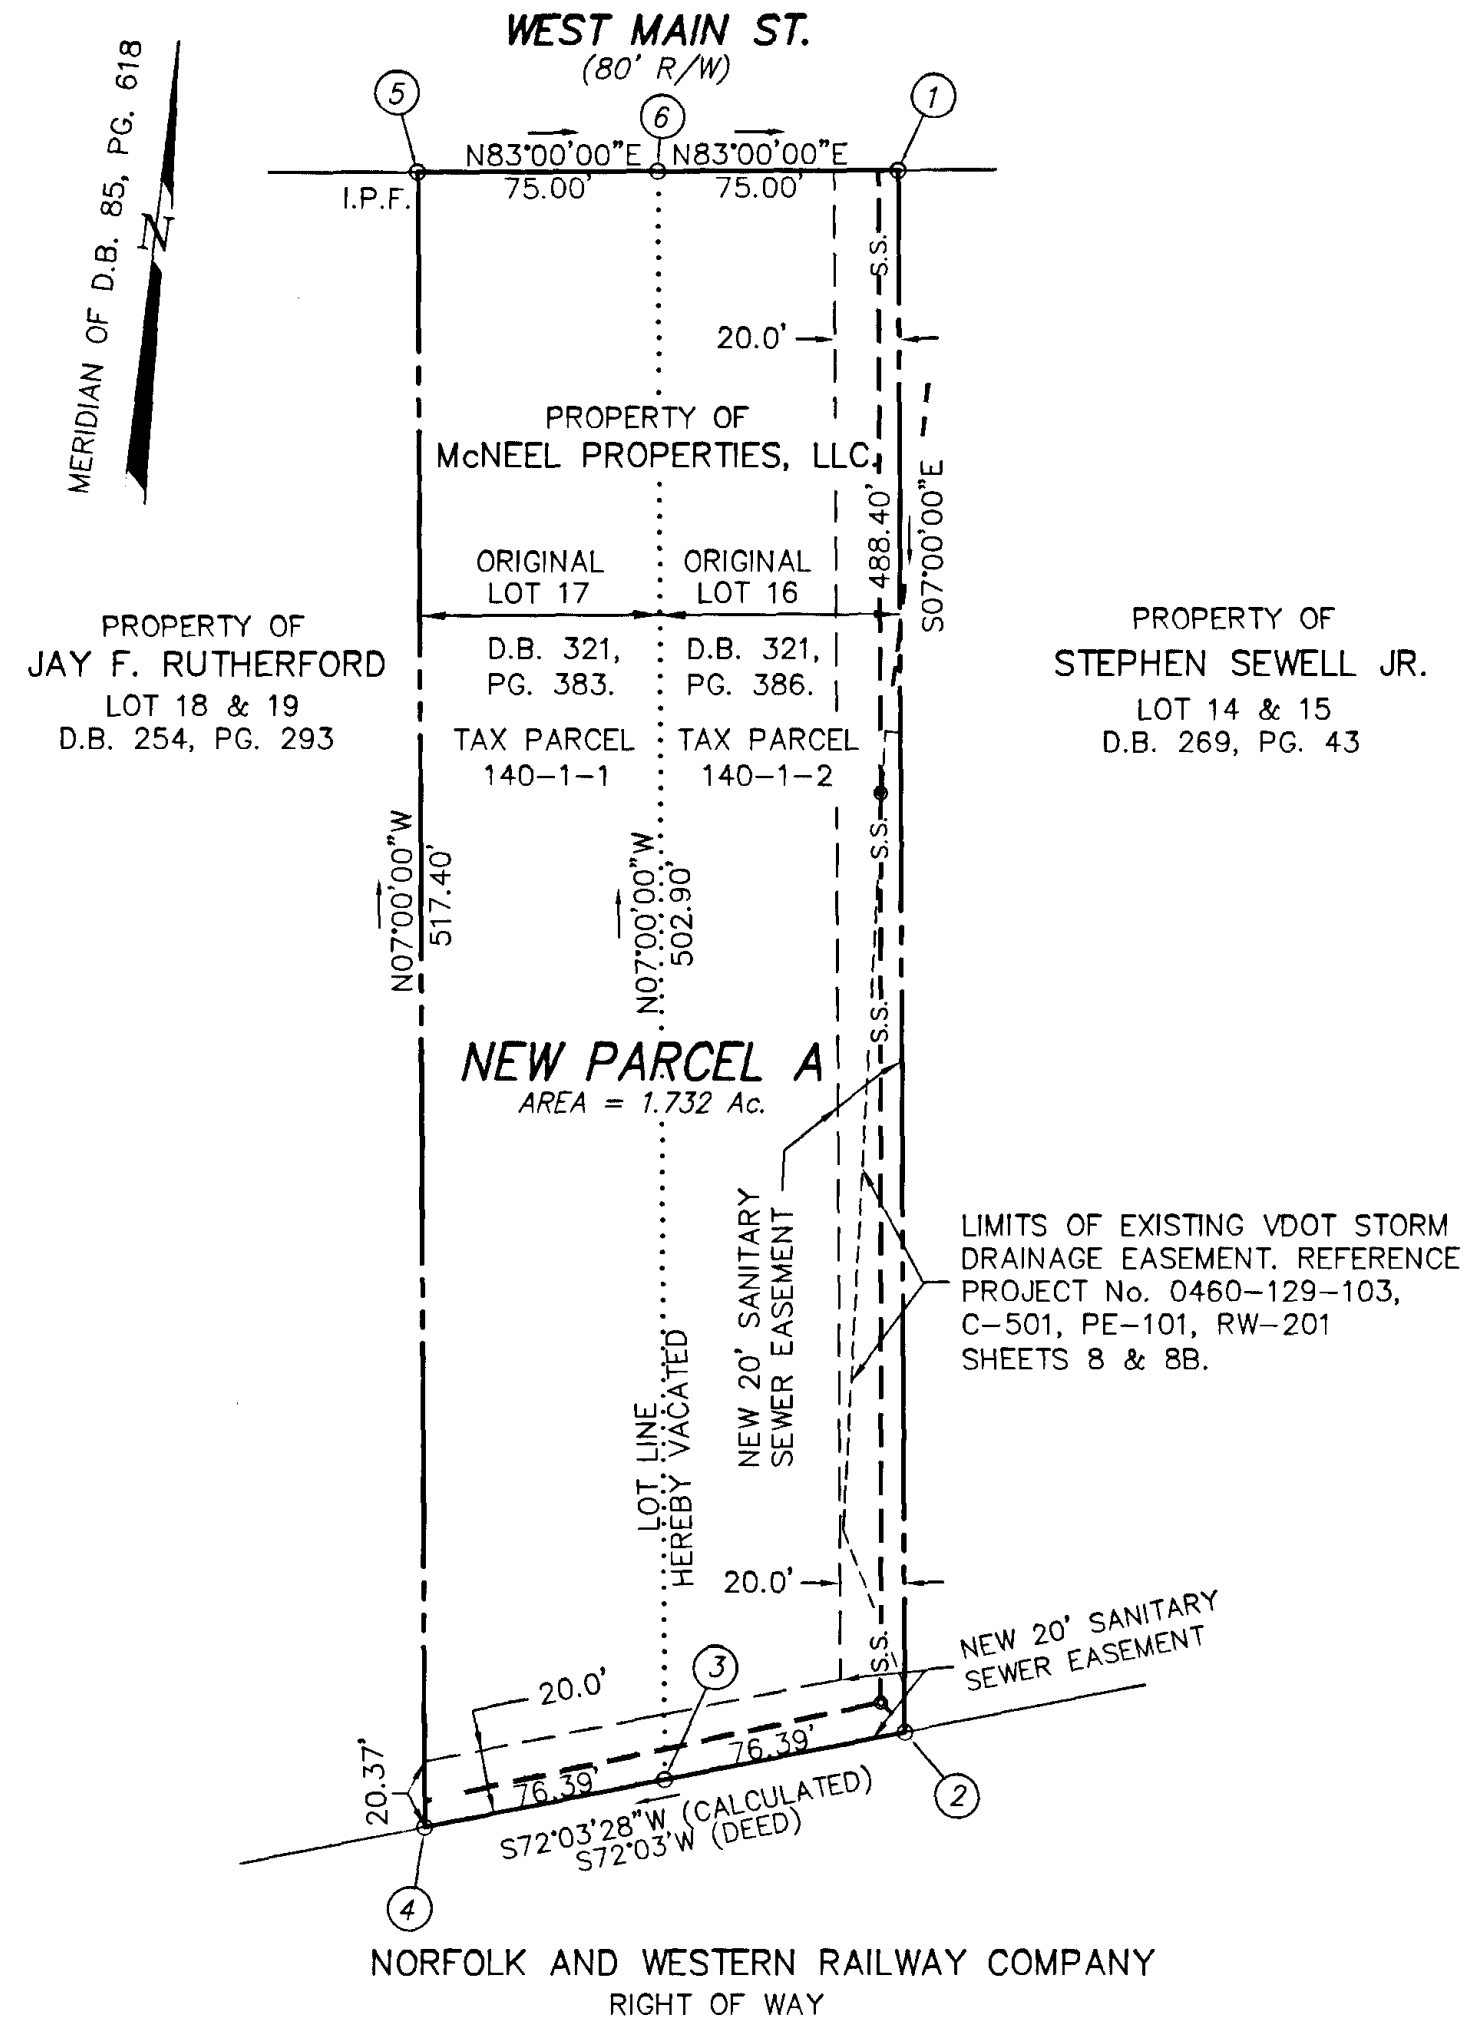 WEST MAIN ST.
(80' R/W)
MERIDIAN OF D.B. 85, PG. 618
N
5
6
1
N83°00'00"E
N83°00'00"E
75.00'
75.00'
I.P.F.
S.S.
20.0'
PROPERTY OF
McNEEL PROPERTIES, LLC.
488.40'
S07°00'00"E
ORIGINAL
LOT 17
ORIGINAL
LOT 16
D.B. 321,
PG. 383.
D.B. 321,
PG. 386.
TAX PARCEL
140-1-1
TAX PARCEL
140-1-2
PROPERTY OF
JAY F. RUTHERFORD
LOT 18 & 19
D.B. 254, PG. 293
PROPERTY OF
STEPHEN SEWELL JR.
LOT 14 & 15
D.B. 269, PG. 43
S.S.
N07°00'00"W
517.40'
N07°00'00"W
502.90'
S.S.
NEW PARCEL A
AREA = 1.732 Ac.
NEW 20' SANITARY
SEWER EASEMENT
LIMITS OF EXISTING VDOT STORM
DRAINAGE EASEMENT. REFERENCE
PROJECT No. 0460-129-103,
C-501, PE-101, RW-201
SHEETS 8 & 8B.
LOT LINE
HEREBY VACATED
20.0'
S.S.
NEW 20' SANITARY
SEWER EASEMENT
3
20.0'
20.37'
76.39'
76.39'
2
S72°03'28"W (CALCULATED)
S72°03'W (DEED)
4
NORFOLK AND WESTERN RAILWAY COMPANY
RIGHT OF WAY